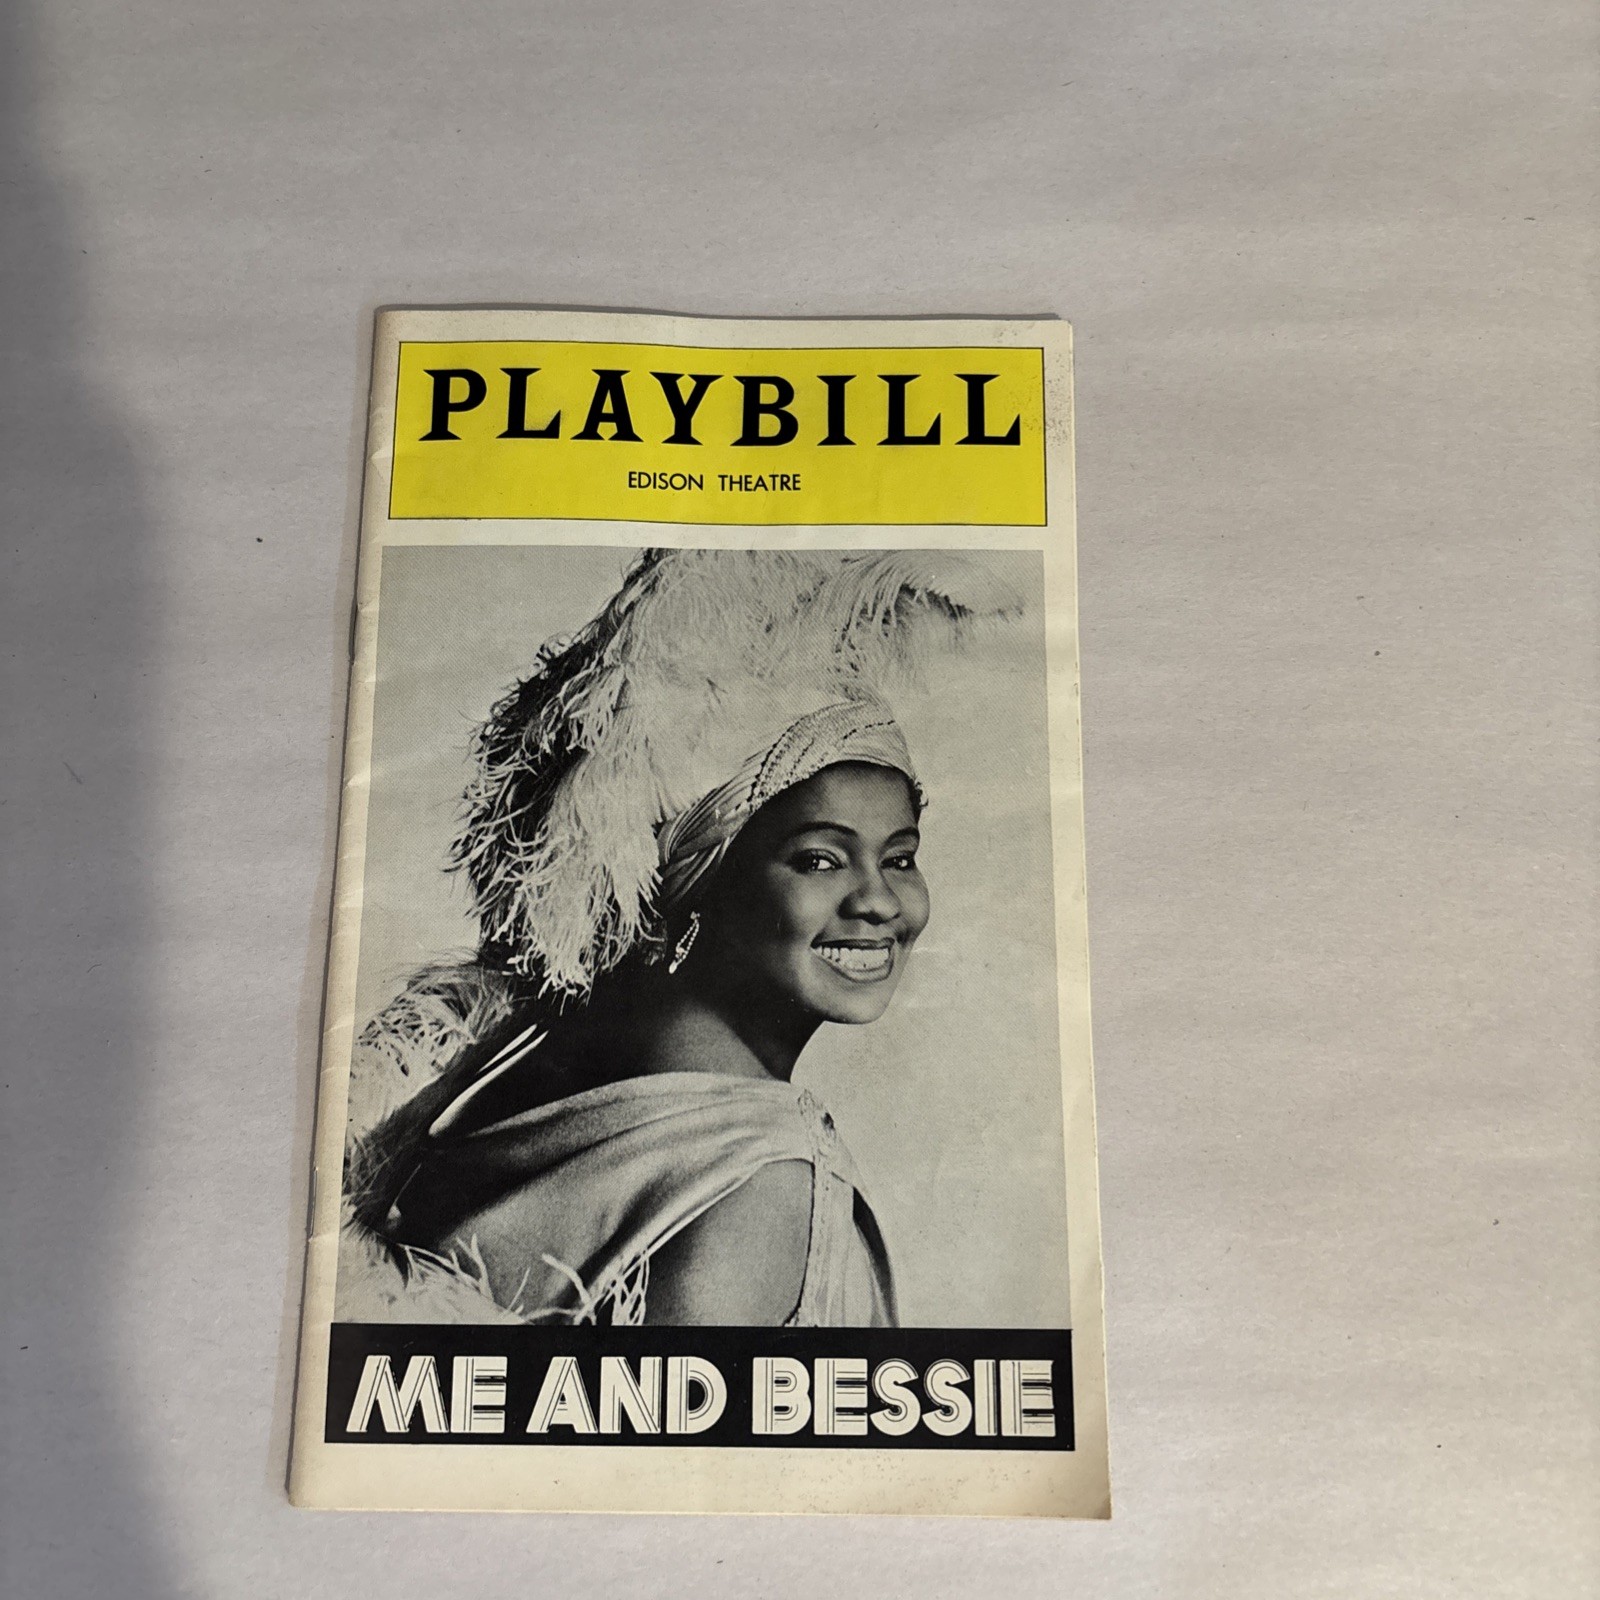 PLAYBILL
EDISON THEATRE
ME AND BESSIE